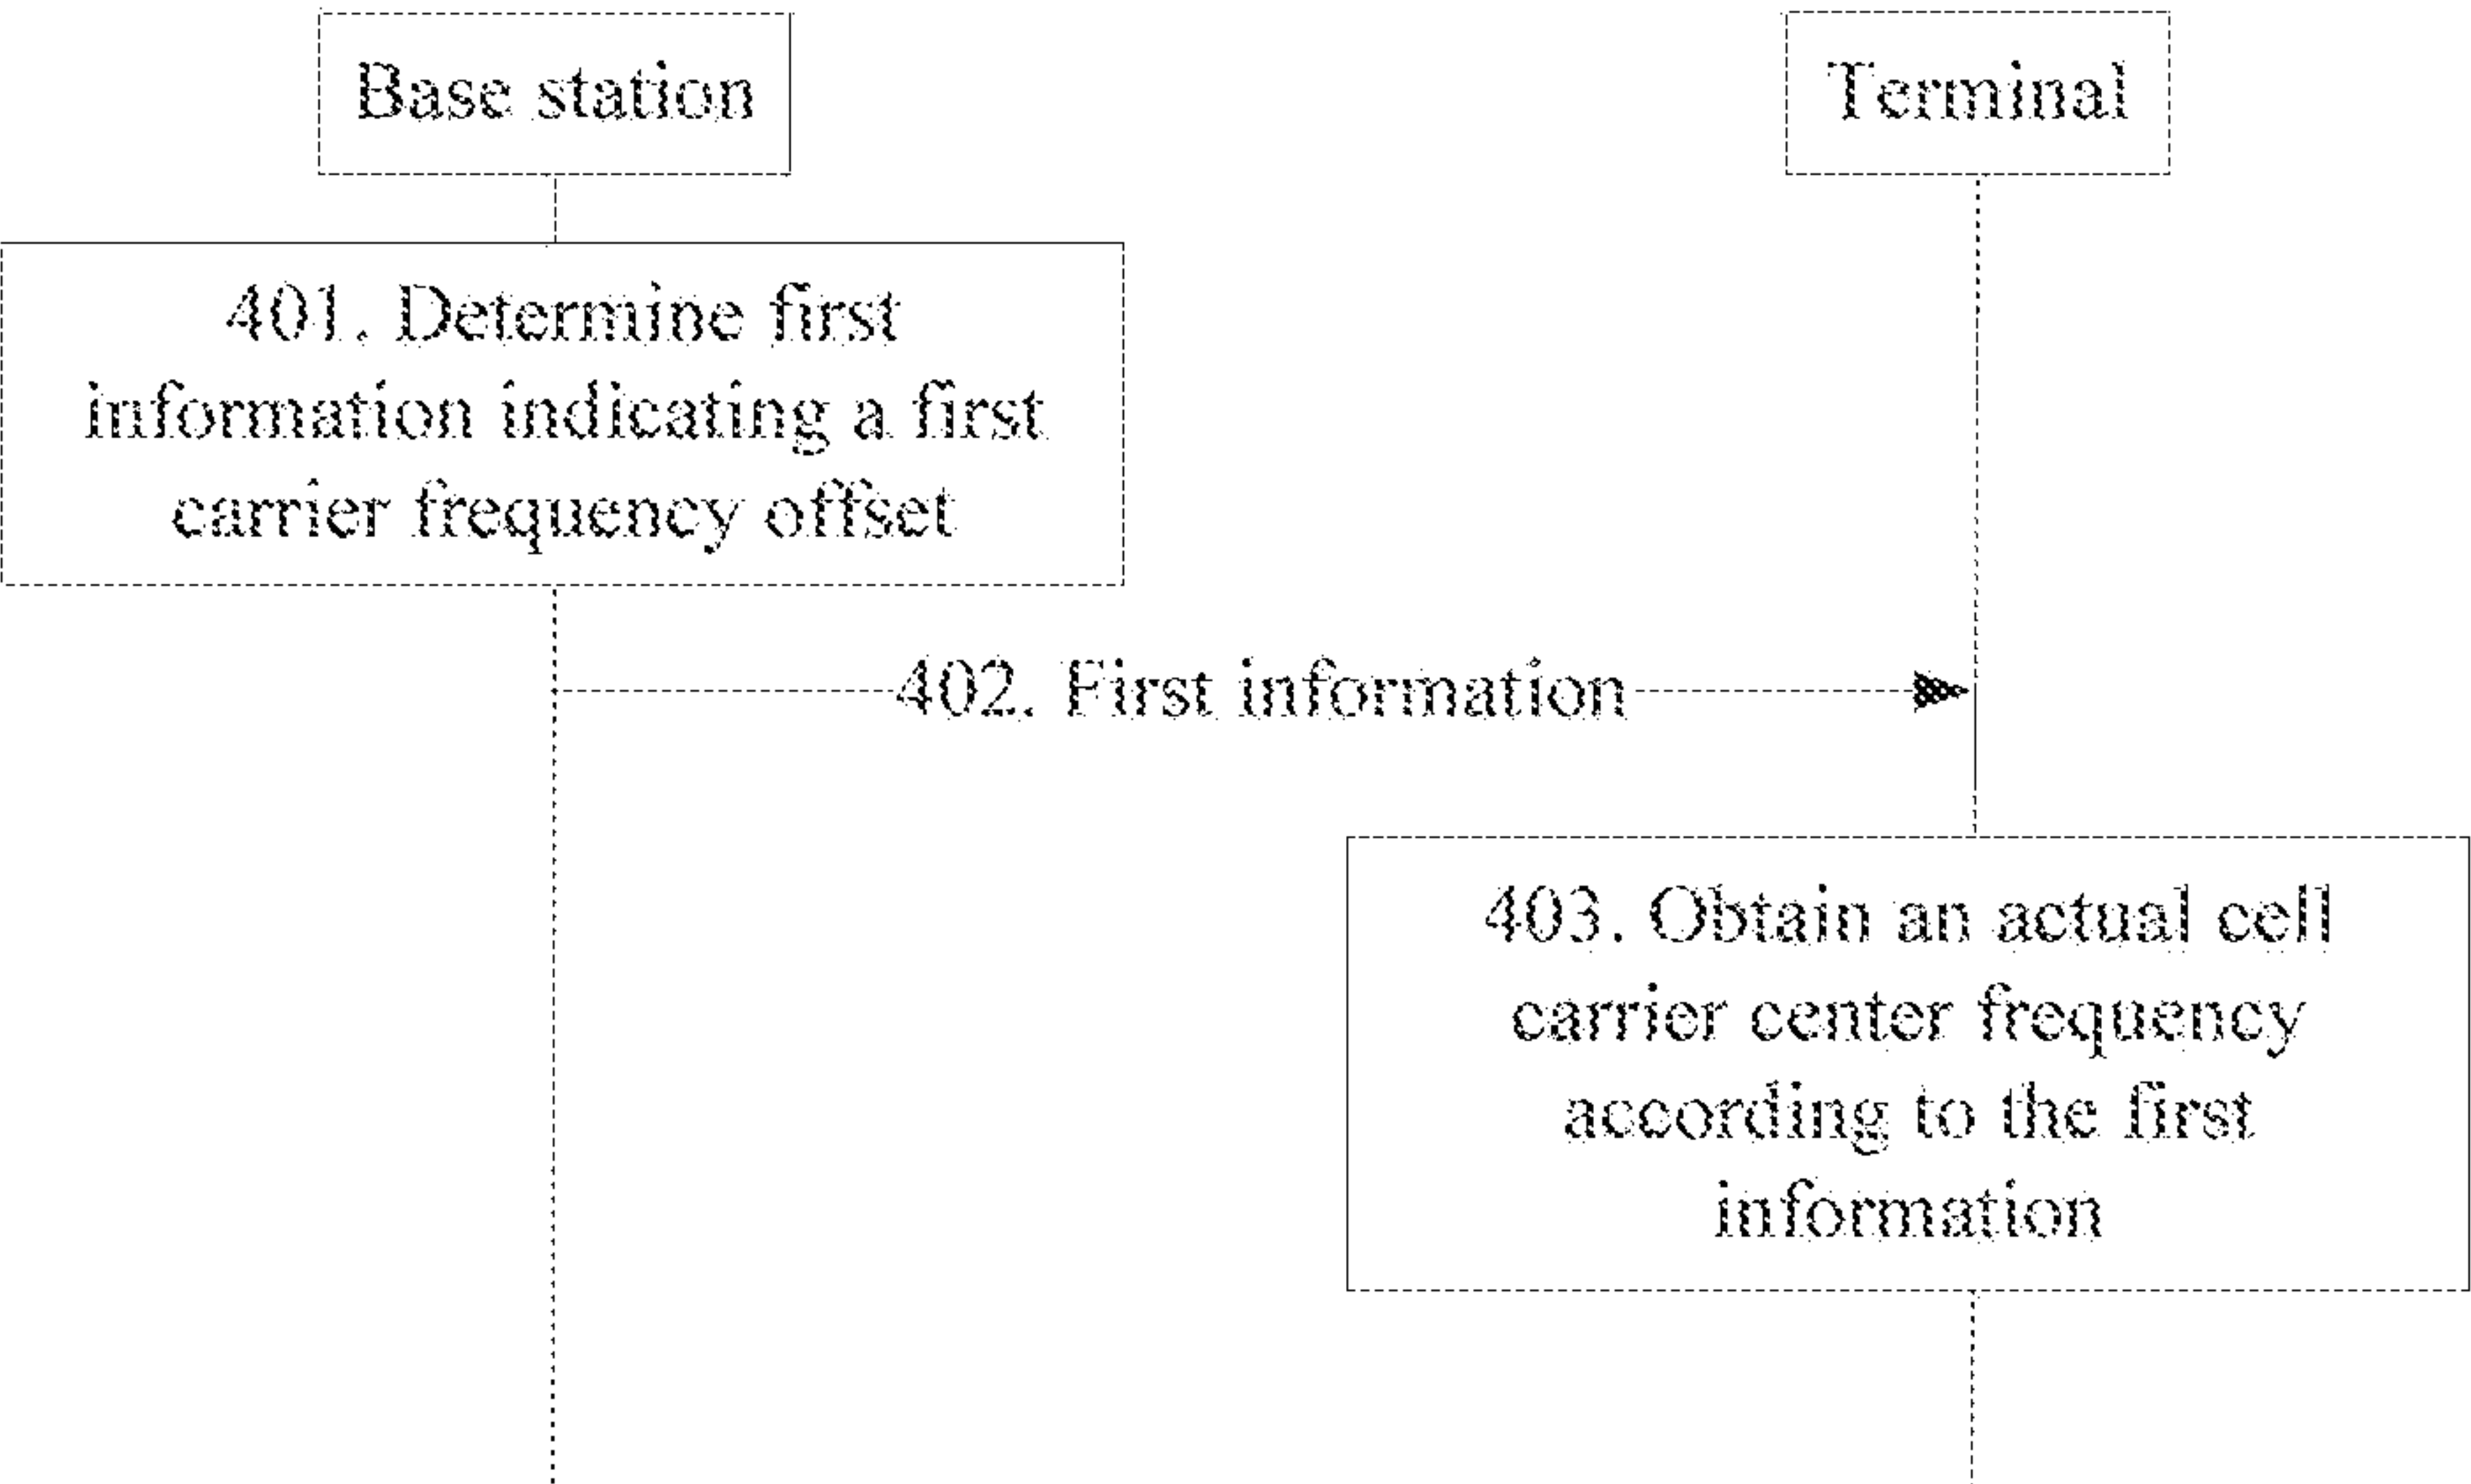 Base station
Terminal
401. Determine first
information indicating a first
carrier frequency offset
402. First information
403. Obtain an actual cell
carrier center frequency
according to the first
information